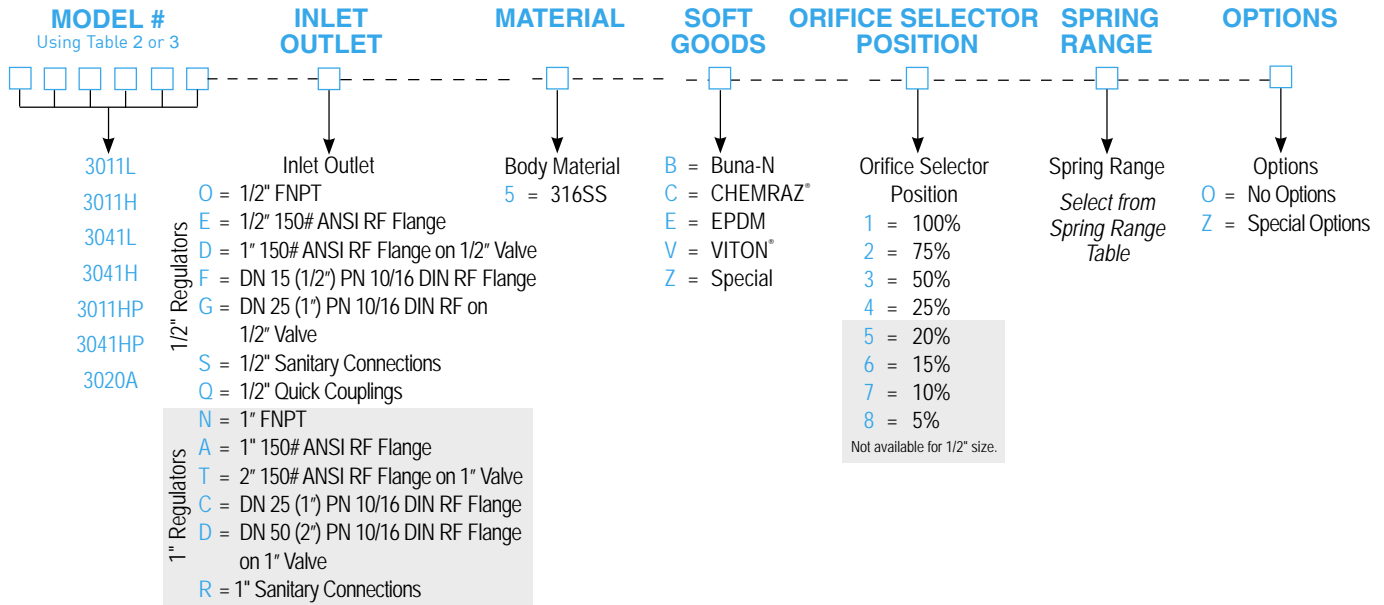 MODEL #
Using Table 2 or 3
INLET
OUTLET
MATERIAL
SOFT
GOODS
ORIFICE SELECTOR
POSITION
SPRING
RANGE
OPTIONS
3011L
3011H
3041L
3041H
3011HP
3041HP
3020A
Inlet Outlet
1/2" Regulators
O = 1/2" FNPT
E = 1/2" 150# ANSI RF Flange
D = 1" 150# ANSI RF Flange on 1/2" Valve
F = DN 15 (1/2") PN 10/16 DIN RF Flange
G = DN 25 (1") PN 10/16 DIN RF on
1/2" Valve
S = 1/2" Sanitary Connections
Q = 1/2" Quick Couplings
1" Regulators
N = 1" FNPT
A = 1" 150# ANSI RF Flange
T = 2" 150# ANSI RF Flange on 1" Valve
C = DN 25 (1") PN 10/16 DIN RF Flange
D = DN 50 (2") PN 10/16 DIN RF Flange
on 1" Valve
R = 1" Sanitary Connections
Body Material
5 = 316SS
B = Buna-N
C = CHEMRAZ®
E = EPDM
V = VITON®
Z = Special
Orifice Selector
Position
1 = 100%
2 = 75%
3 = 50%
4 = 25%
5 = 20%
6 = 15%
7 = 10%
8 = 5%
Not available for 1/2" size.
Spring Range
Select from
Spring Range
Table
Options
O = No Options
Z = Special Options